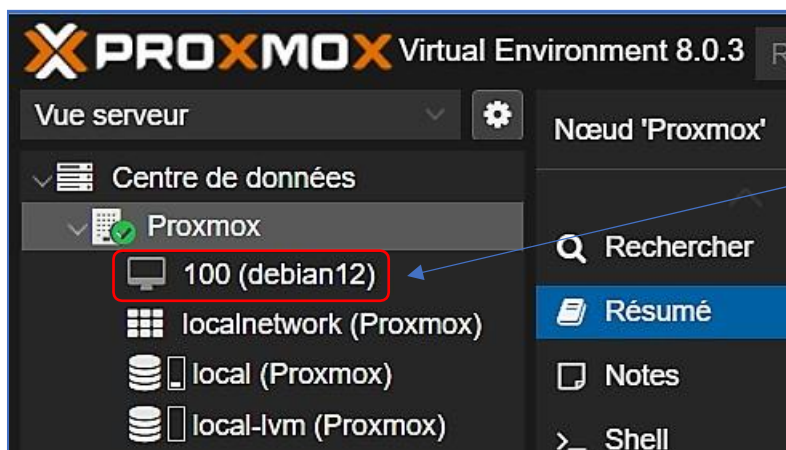 PROXMOX Virtual Environment 8.0.3 R
Vue serveur
Centre de données
Proxmox
100 (debian12)
localnetwork (Proxmox)
local (Proxmox)
local-lvm (Proxmox)
Nœud 'Proxmox'
Rechercher
Résumé
Notes
>_ Shell